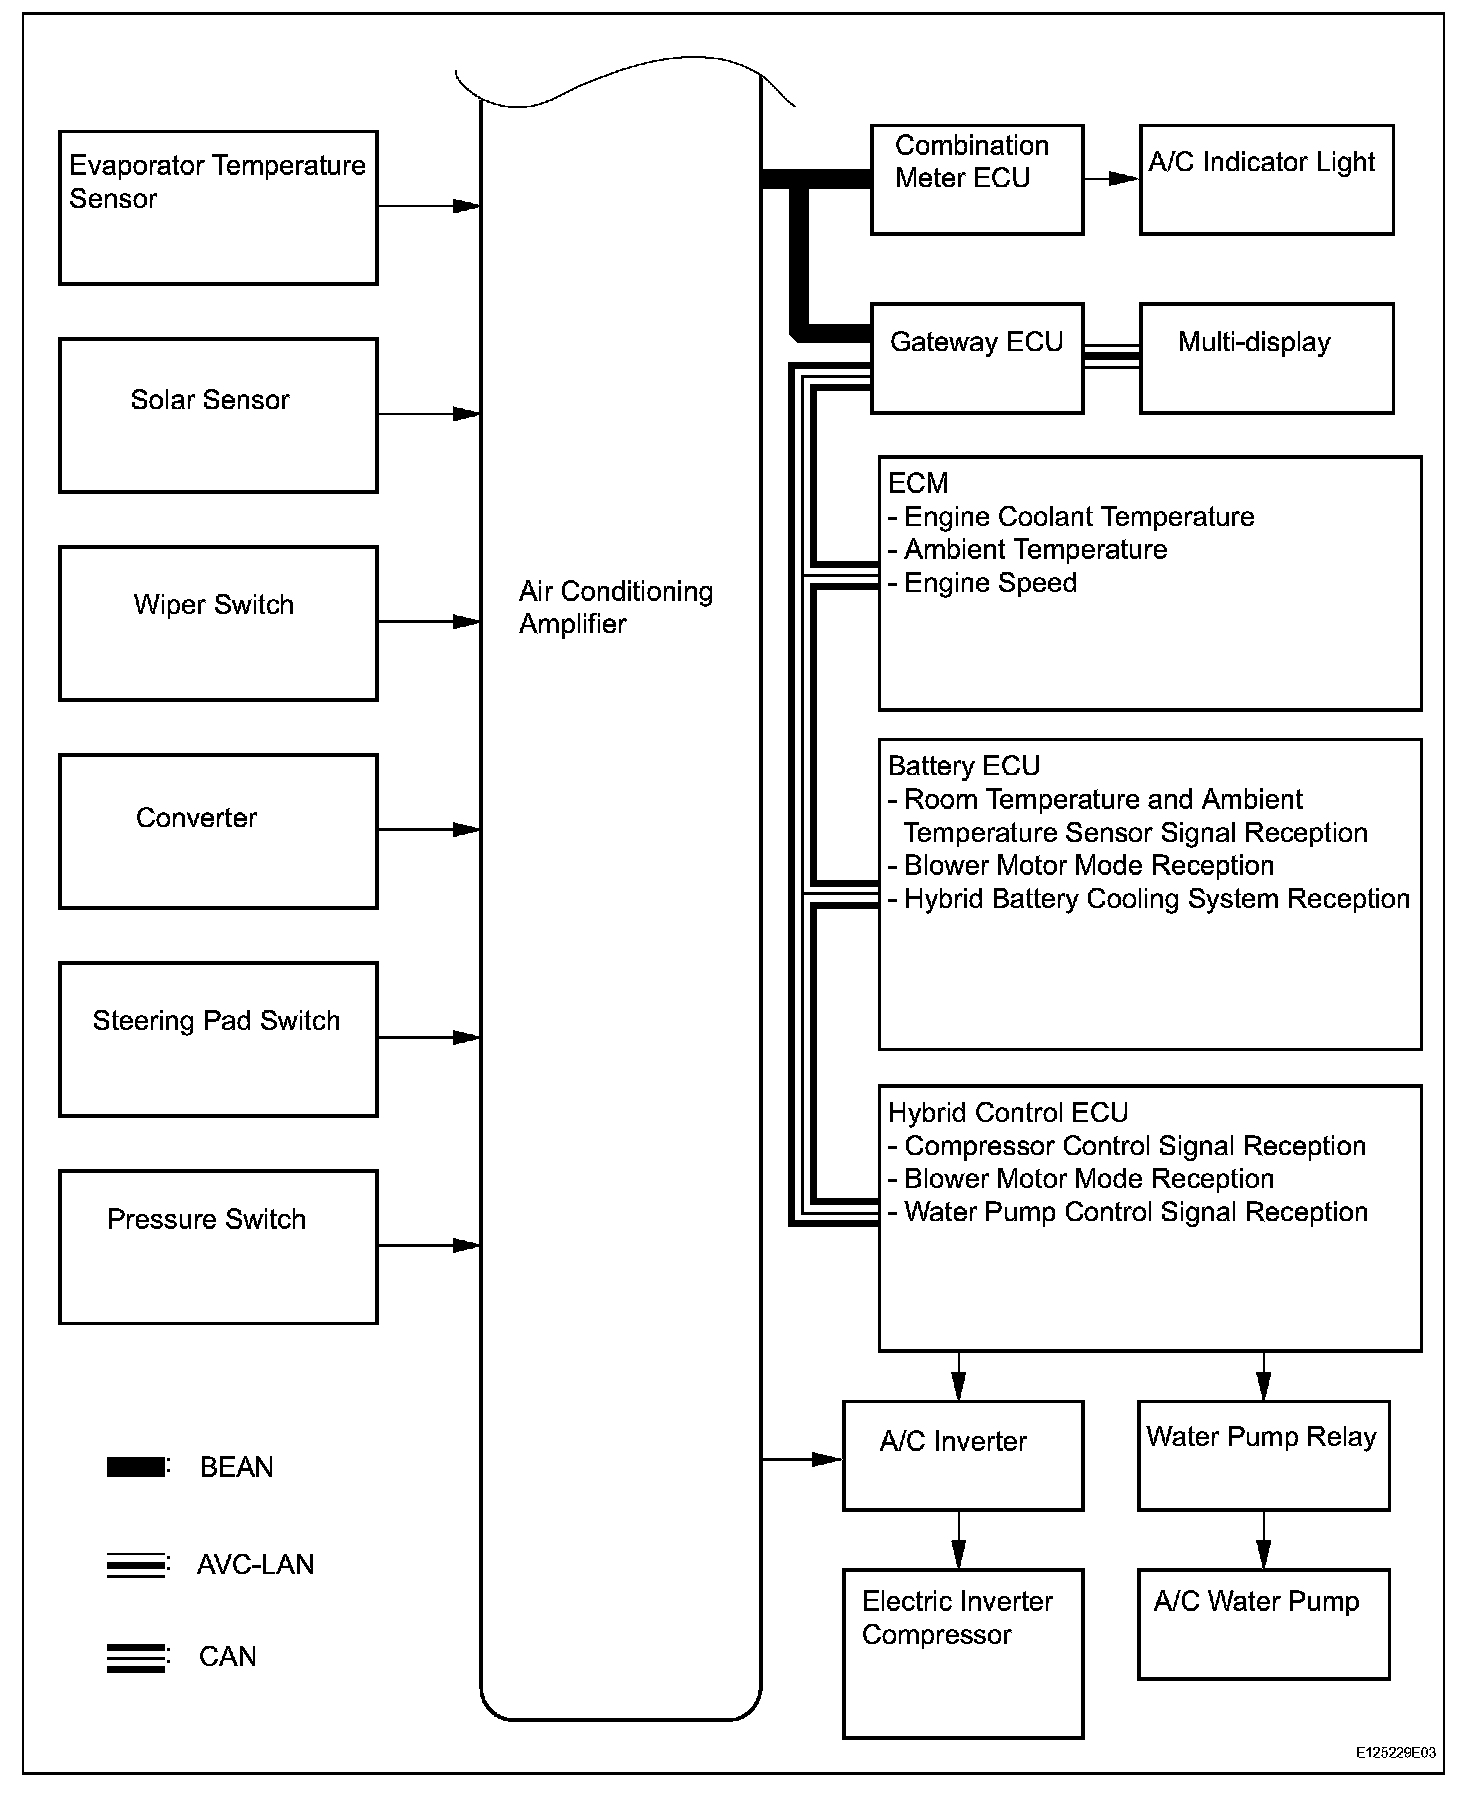 Evaporator Temperature
Sensor
Solar Sensor
Wiper Switch
Converter
Steering Pad Switch
Pressure Switch
: BEAN
: AVC-LAN
: CAN
Air Conditioning
Amplifier
Combination
Meter ECU
A/C Indicator Light
Gateway ECU
Multi-display
ECM
- Engine Coolant Temperature
- Ambient Temperature
- Engine Speed
Battery ECU
- Room Temperature and Ambient
Temperature Sensor Signal Reception
- Blower Motor Mode Reception
- Hybrid Battery Cooling System Reception
Hybrid Control ECU
- Compressor Control Signal Reception
- Blower Motor Mode Reception
- Water Pump Control Signal Reception
A/C Inverter
Water Pump Relay
Electric Inverter
Compressor
A/C Water Pump
E125229E03